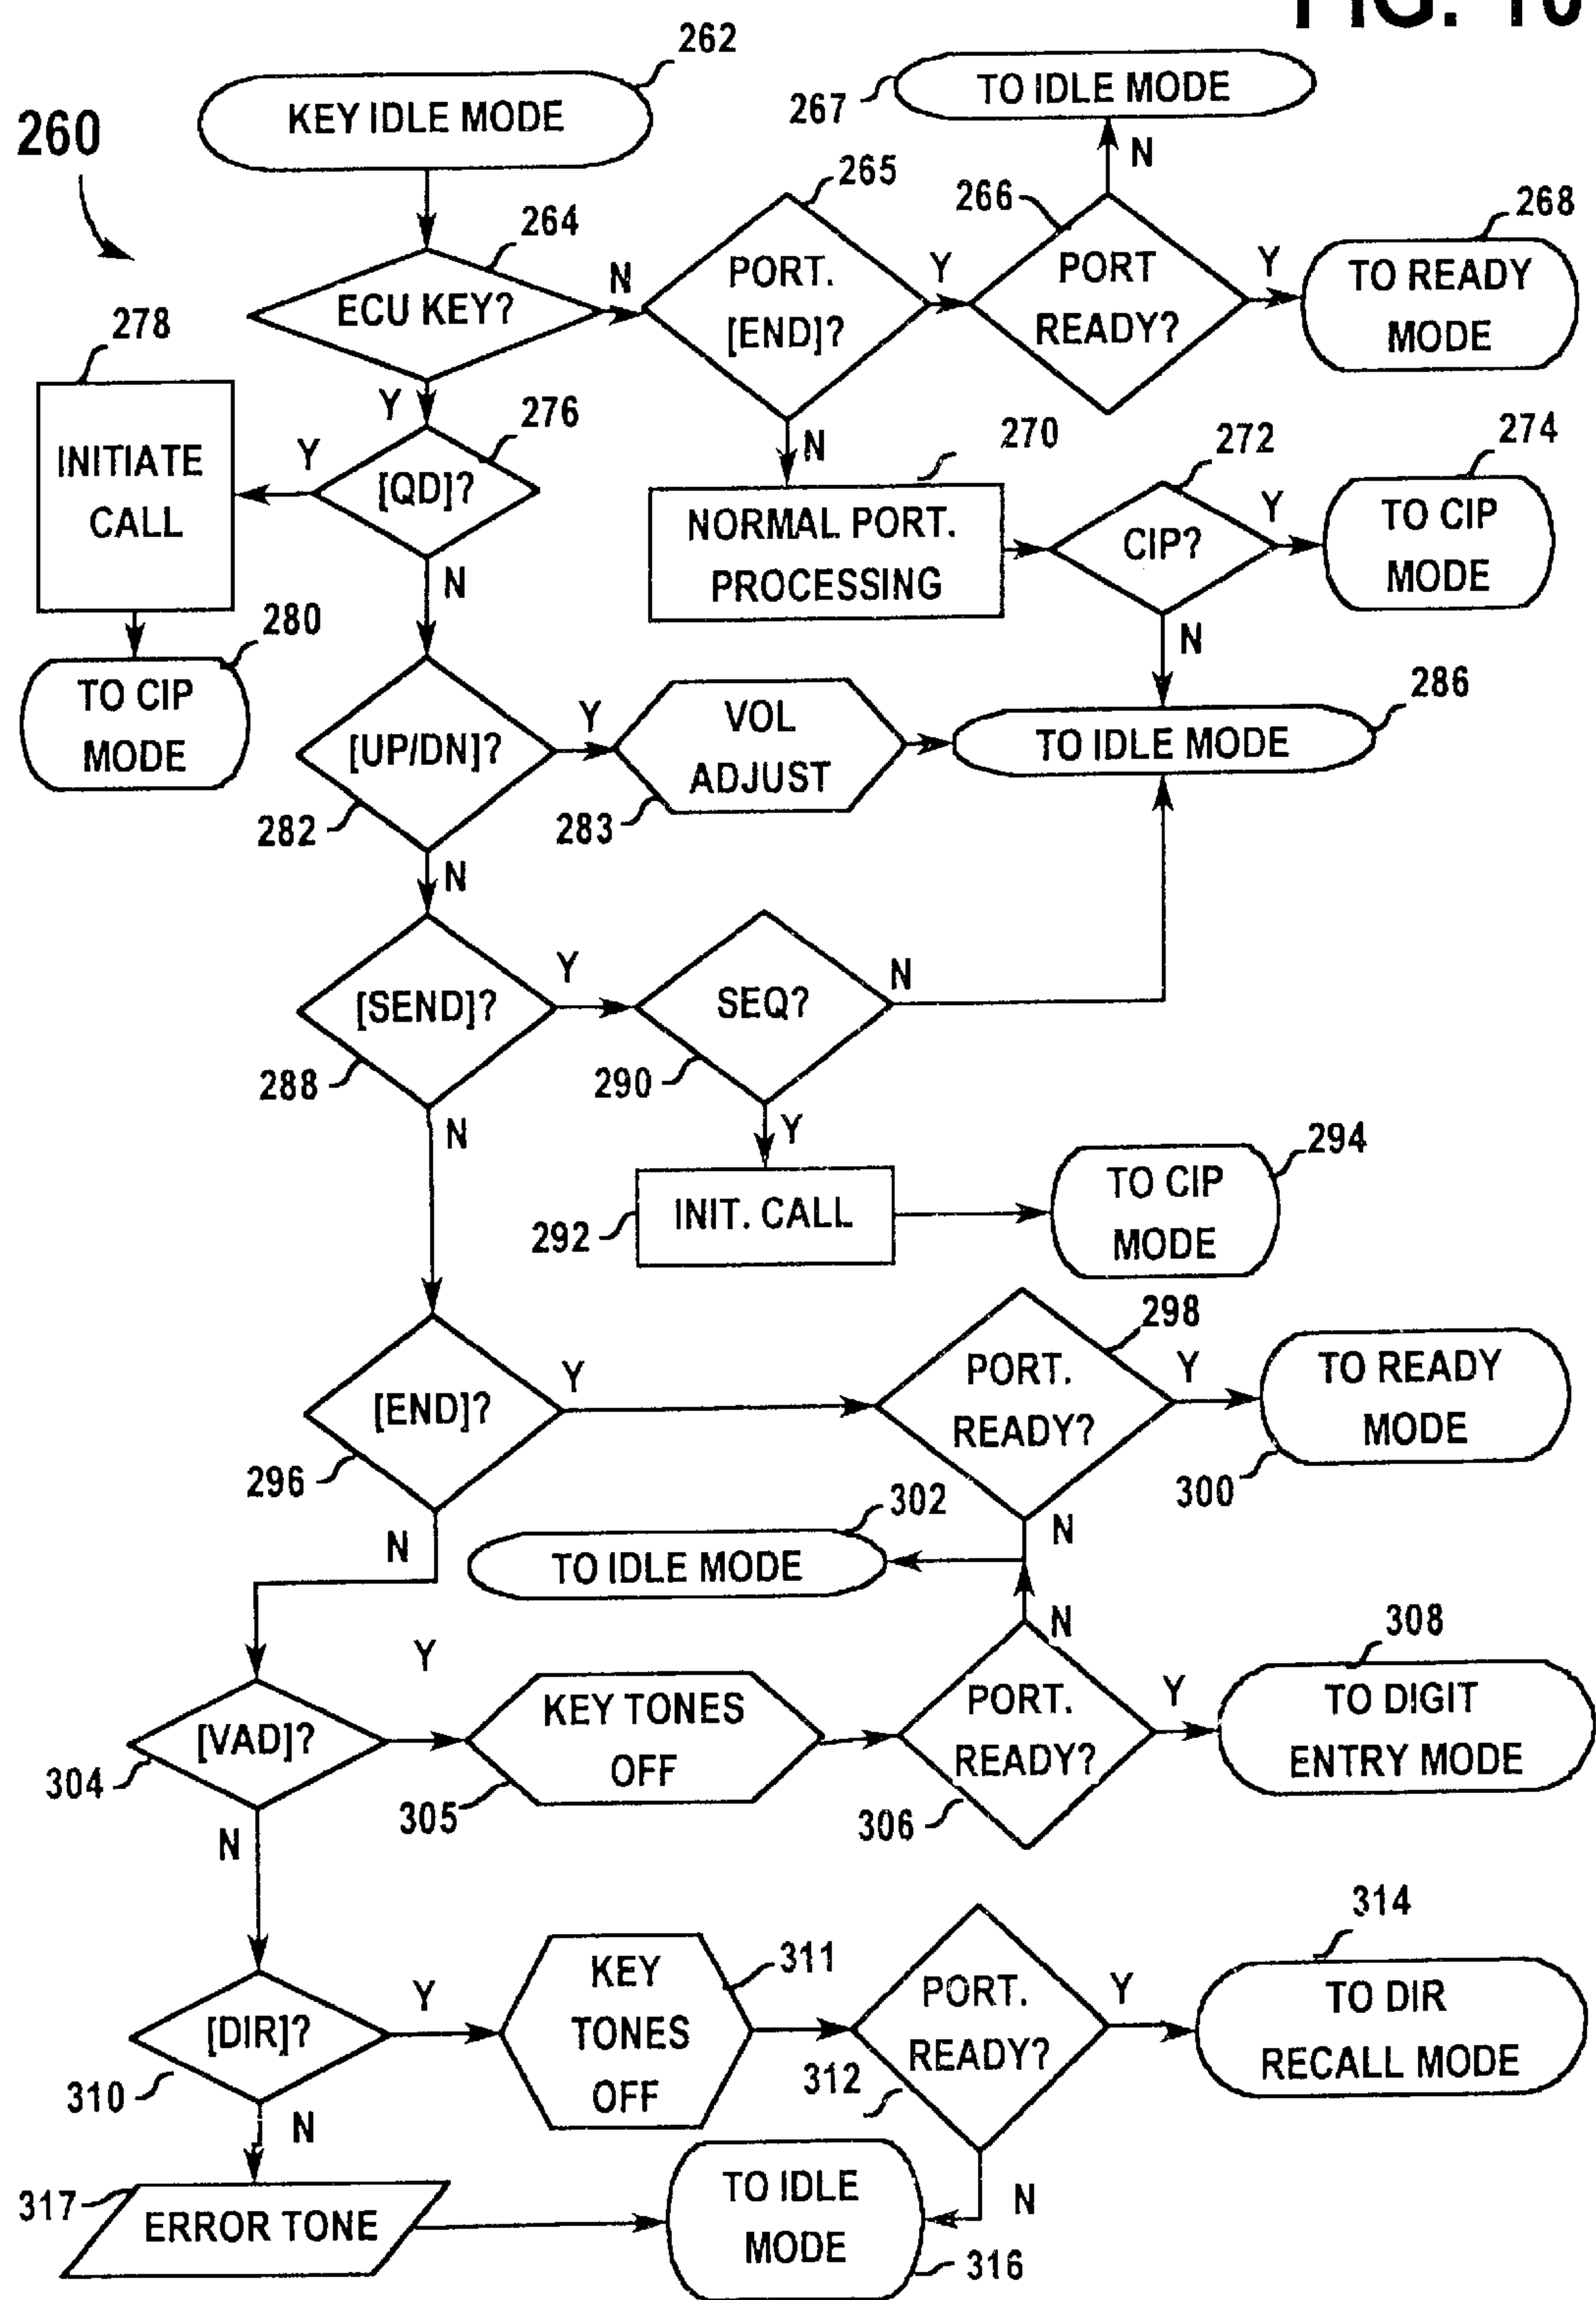 FIG. 10
262
KEY IDLE MODE
267
TO IDLE MODE
260
N
265
266
268
264
ECU KEY?
N
PORT.
[END]?
Y
PORT
READY?
Y
TO READY
MODE
278
Y
276
N
270
272
274
INITIATE
CALL
Y
[QD]?
NORMAL PORT.
PROCESSING
CIP?
Y
TO CIP
MODE
N
N
280
TO CIP
MODE
286
[UP/DN]?
Y
VOL
ADJUST
TO IDLE MODE
282
283
N
[SEND]?
Y
SEQ?
N
288
290
N
Y
294
292
INIT. CALL
TO CIP
MODE
298
[END]?
Y
PORT.
READY?
Y
TO READY
MODE
296
300
302
N
N
TO IDLE MODE
N
308
Y
[VAD]?
KEY TONES
OFF
PORT.
READY?
Y
TO DIGIT
ENTRY MODE
304
305
306
N
314
311
[DIR]?
Y
KEY
TONES
OFF
PORT.
READY?
Y
TO DIR
RECALL MODE
310
312
N
N
317
ERROR TONE
TO IDLE
MODE
316